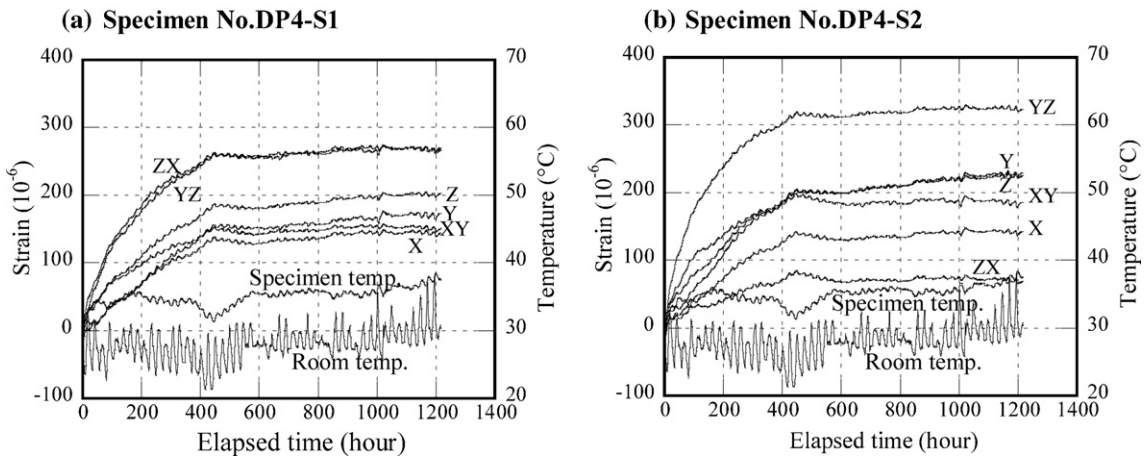 (a) Specimen No.DP4-S1
400
300
200
100
0
-100
Strain (10-6)
70
60
50
40
30
20
Temperature (°C)
ZX
YZ
Z
Y
XY
X
Specimen temp.
Room temp.
0 200 400 600 800 1000 1200 1400
Elapsed time (hour)
(b) Specimen No.DP4-S2
400
300
200
100
0
-100
Strain (10-6)
70
60
50
40
30
20
Temperature (°C)
YZ
Y
Z
XY
X
ZX
Specimen temp.
Room temp.
0 200 400 600 800 1000 1200 1400
Elapsed time (hour)